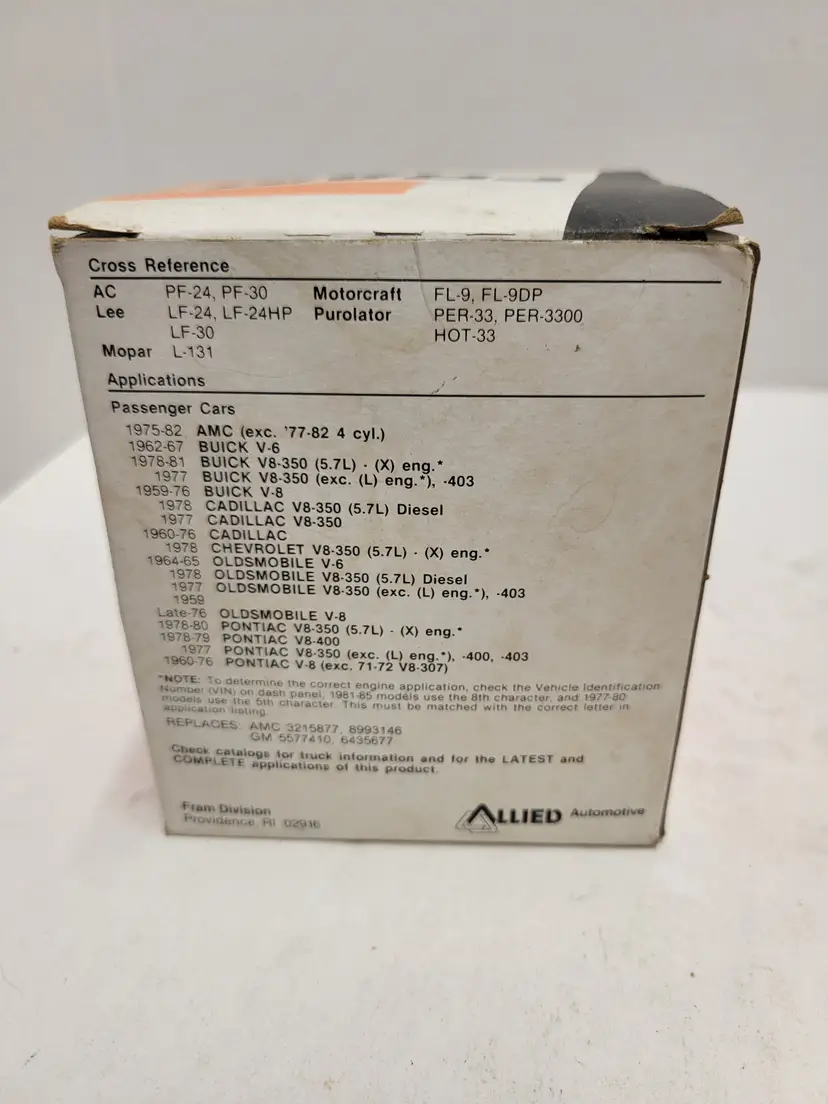 Cross Reference
AC PF-24, PF-30 Motorcraft FL-9, FL-9DP
Lee LF-24, LF-24HP Purolator PER-33, PER-3300
LF-30 HOT-33
Mopar L-131
Applications
Passenger Cars
1975-82 AMC (exc. '77-82 4 cyl.)
1962-67 BUICK V-6
1978-81 BUICK V8-350 (5.7L) - (X) eng.*
1977 BUICK V8-350 (exc. (L) eng.*), -403
1959-76 BUICK V-8
1978 CADILLAC V8-350 (5.7L) Diesel
1977 CADILLAC V8-350
1960-76 CADILLAC
1978 CHEVROLET V8-350 (5.7L) - (X) eng.*
1964-65 OLDSMOBILE V-6
1978 OLDSMOBILE V8-350 (5.7L) Diesel
1977 OLDSMOBILE V8-350 (exc. (L) eng.*), -403
1959
Late-76 OLDSMOBILE V-8
1978-80 PONTIAC V8-350 (5.7L) - (X) eng.*
1978-79 PONTIAC V8-400
1977 PONTIAC V8-350 (exc. (L) eng.*), -400, -403
1960-76 PONTIAC V-8 (exc. 71-72 V8-307)
*NOTE: To determine the correct engine application, check the Vehicle Identification
Number (VIN) on dash panel, 1981-85 models use the 8th character, and 1977-80
models use the 5th character. This must be matched with the correct letter in
application listing.
REPLACES: AMC 3215877, 8993146
GM 5577410, 6435677
Check catalogs for truck information and for the LATEST and
COMPLETE applications of this product.
Fram Division
Providence, RI 02916
ALLIED Automotive